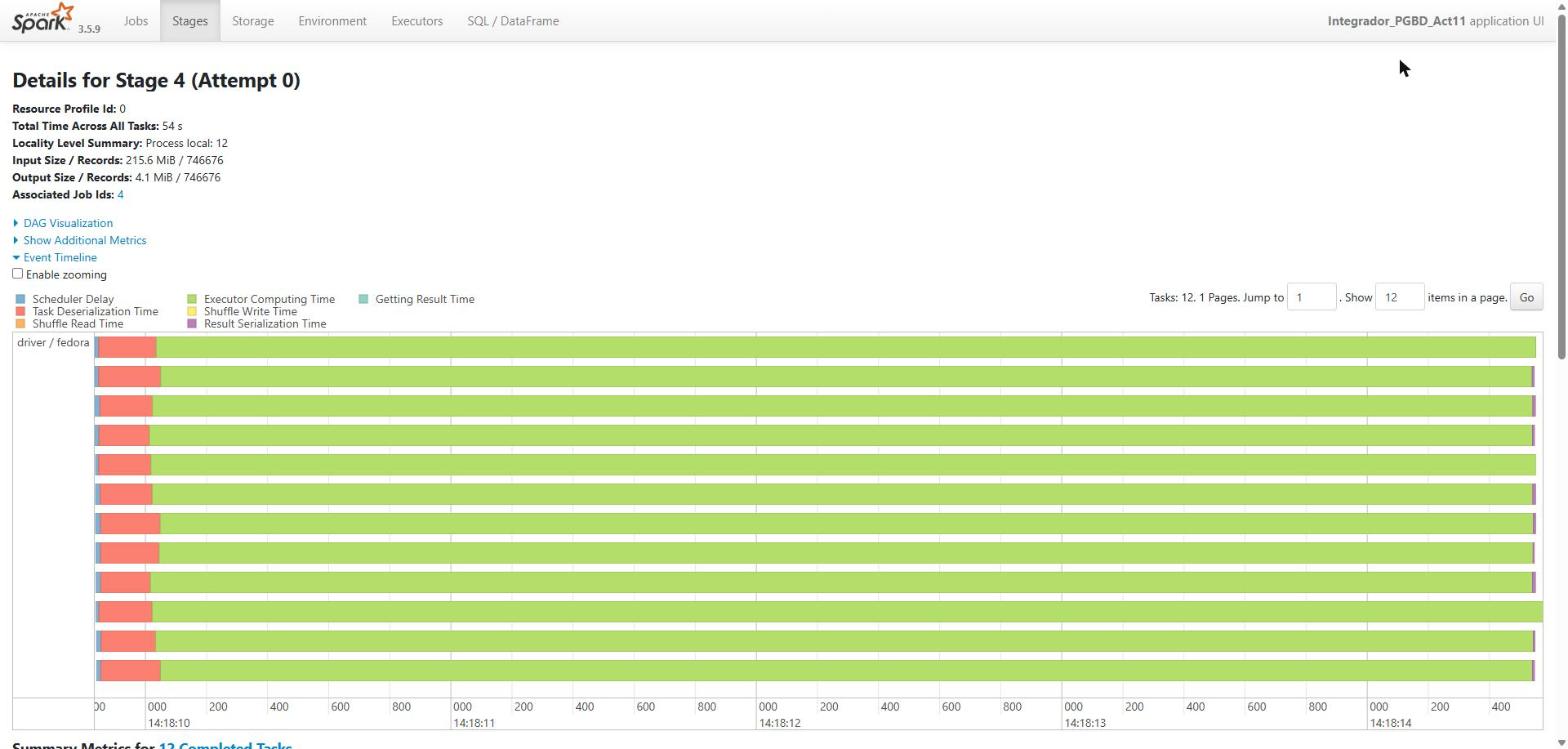 APACHE Spark 3.5.9 Jobs Stages Storage Environment Executors SQL / DataFrame Integrador_PGBD_Act11 application UI
Details for Stage 4 (Attempt 0)
Resource Profile Id: 0
Total Time Across All Tasks: 54 s
Locality Level Summary: Process local: 12
Input Size / Records: 215.6 MiB / 746676
Output Size / Records: 4.1 MiB / 746676
Associated Job Ids: 4
DAG Visualization
Show Additional Metrics
Event Timeline
Enable zooming
Scheduler Delay Executor Computing Time Getting Result Time
Task Deserialization Time Shuffle Write Time
Shuffle Read Time Result Serialization Time
Tasks: 12. 1 Pages. Jump to 1 . Show 12 items in a page. Go
driver / fedora
00 000 200 400 600 800 000 200 400 600 800 000 200 400 600 800 000 200 400 600 800 000 200 400
14:18:10 14:18:11 14:18:12 14:18:13 14:18:14
Summary Metrics for 12 Completed Tasks